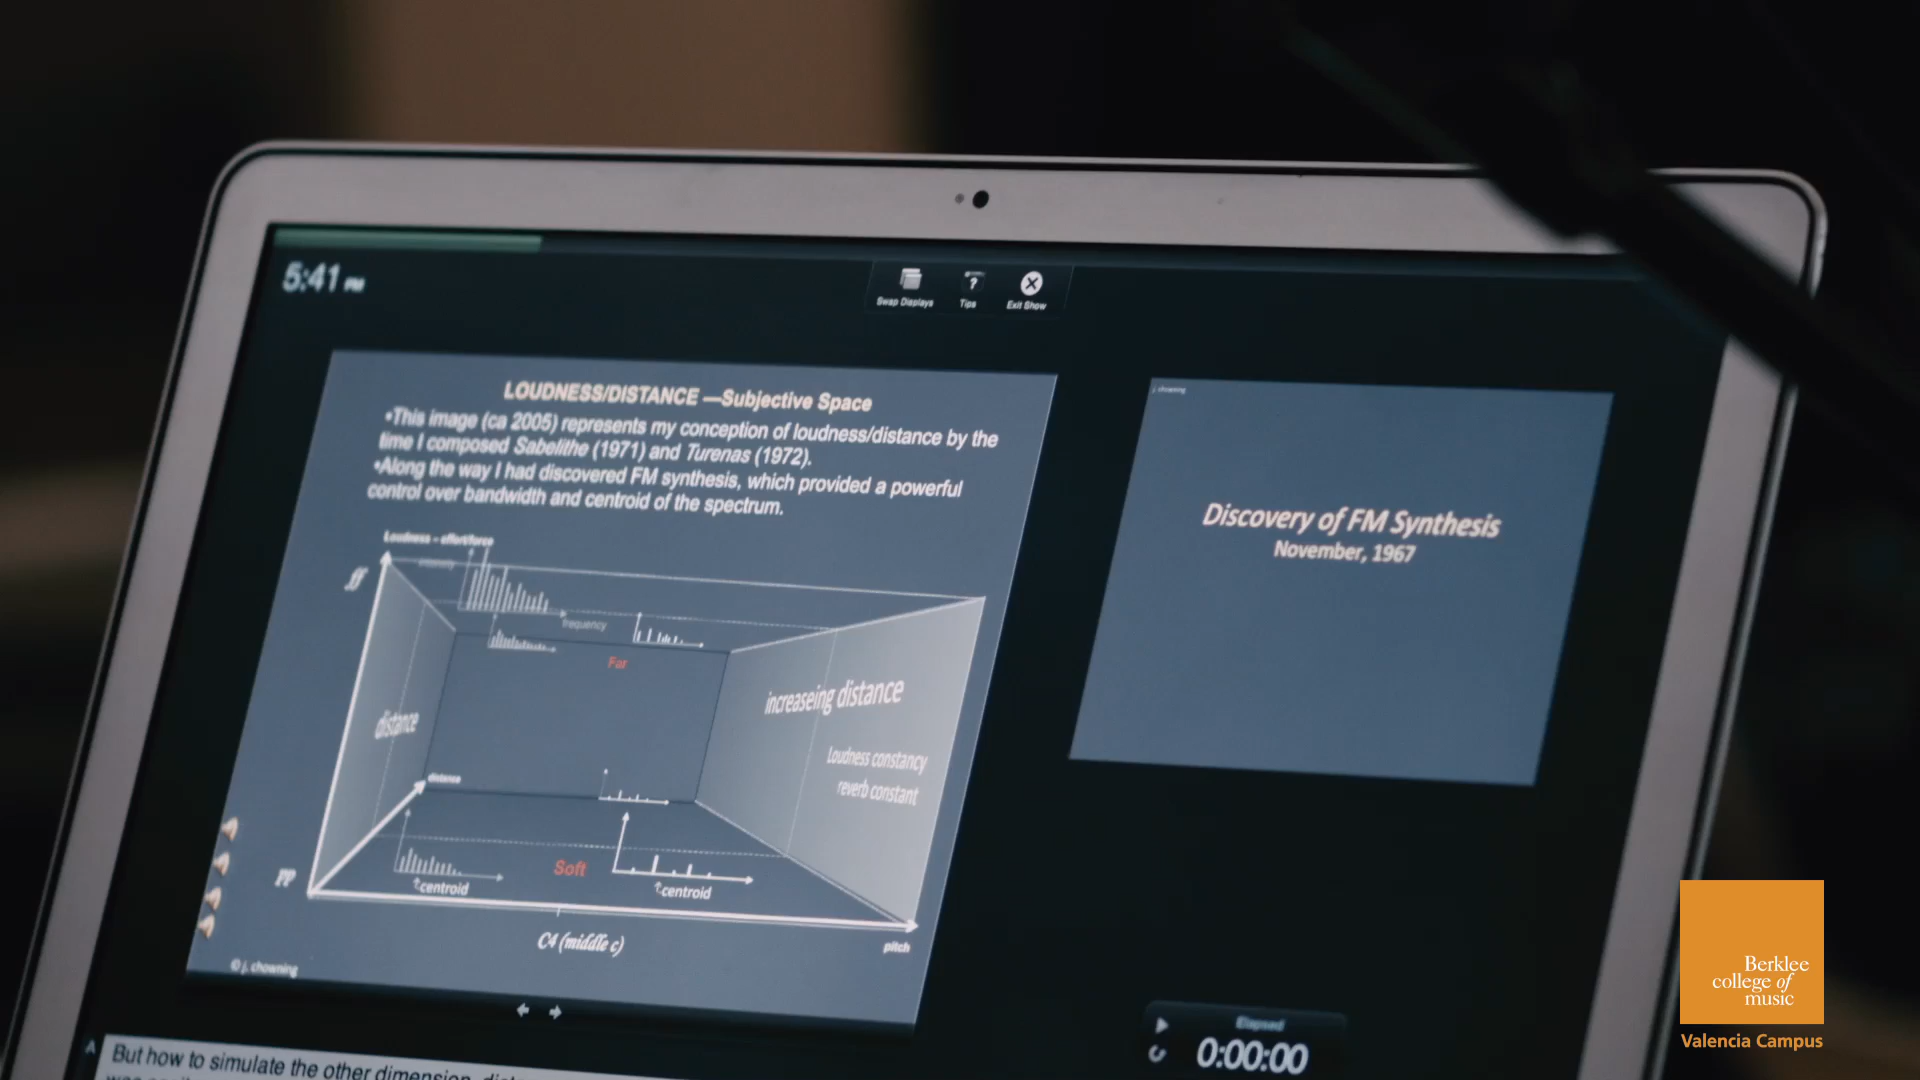 5:41 PM
Swap Displays
Tips
Exit Show
LOUDNESS/DISTANCE —Subjective Space
•This image (ca 2005) represents my conception of loudness/distance by the
time I composed Sabelithe (1971) and Turenas (1972).
•Along the way I had discovered FM synthesis, which provided a powerful
control over bandwidth and centroid of the spectrum.
Loudness – effort/force
intensity
ff
frequency
Far
increaseing distance
distance
Loudness constancy
reverb constant
distance
Soft
pp
centroid
centroid
C4 (middle c)
pitch
© j. chowning
j. chowning
Discovery of FM Synthesis
November, 1967
Elapsed
0:00:00
A
But how to simulate the other dimension,
Berklee
college of
music
Valencia Campus